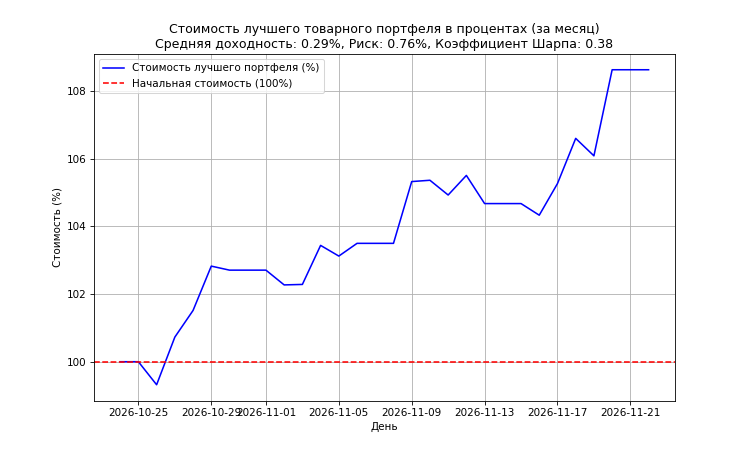 Стоимость лучшего товарного портфеля в процентах (за месяц)
Средняя доходность: 0.29%, Риск: 0.76%, Коэффициент Шарпа: 0.38
Стоимость лучшего портфеля (%)
Начальная стоимость (100%)
Стоимость (%)
108
106
104
102
100
2026-10-25 2026-10-29 2026-11-01 2026-11-05 2026-11-09 2026-11-13 2026-11-17 2026-11-21
День